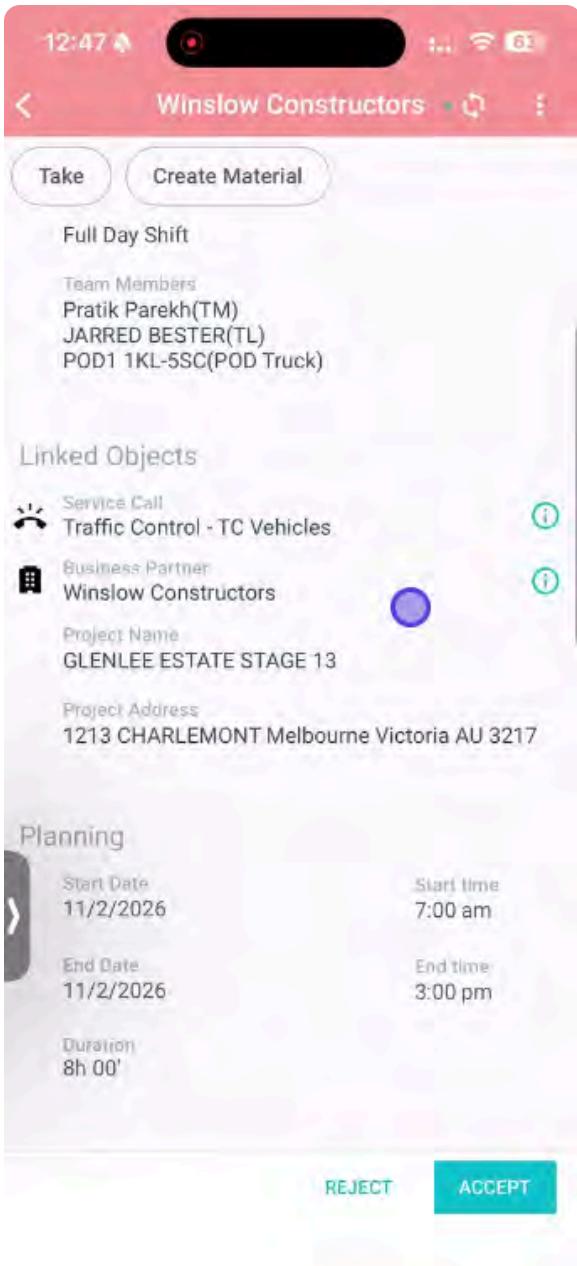 12:47
63
Winslow Constructors
Take
Create Material
Full Day Shift
Team Members
Pratik Parekh(TM)
JARRED BESTER(TL)
POD1 1KL-5SC(POD Truck)
Linked Objects
Service Call
Traffic Control - TC Vehicles
Business Partner
Winslow Constructors
Project Name
GLENLEE ESTATE STAGE 13
Project Address
1213 CHARLEMONT Melbourne Victoria AU 3217
Planning
Start Date
Start time
11/2/2026
7:00 am
End Date
End time
11/2/2026
3:00 pm
Duration
8h 00'
REJECT
ACCEPT